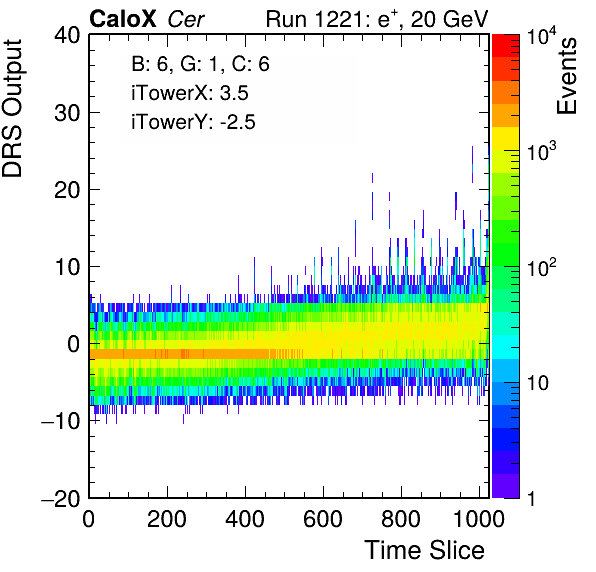 CaloX Cer Run 1221: e+, 20 GeV
DRS Output
Events
B: 6, G: 1, C: 6
iTowerX: 3.5
iTowerY: -2.5
40
30
20
10
0
−10
−20
0 200 400 600 800 1000
Time Slice
10^4
10^3
10^2
10
1